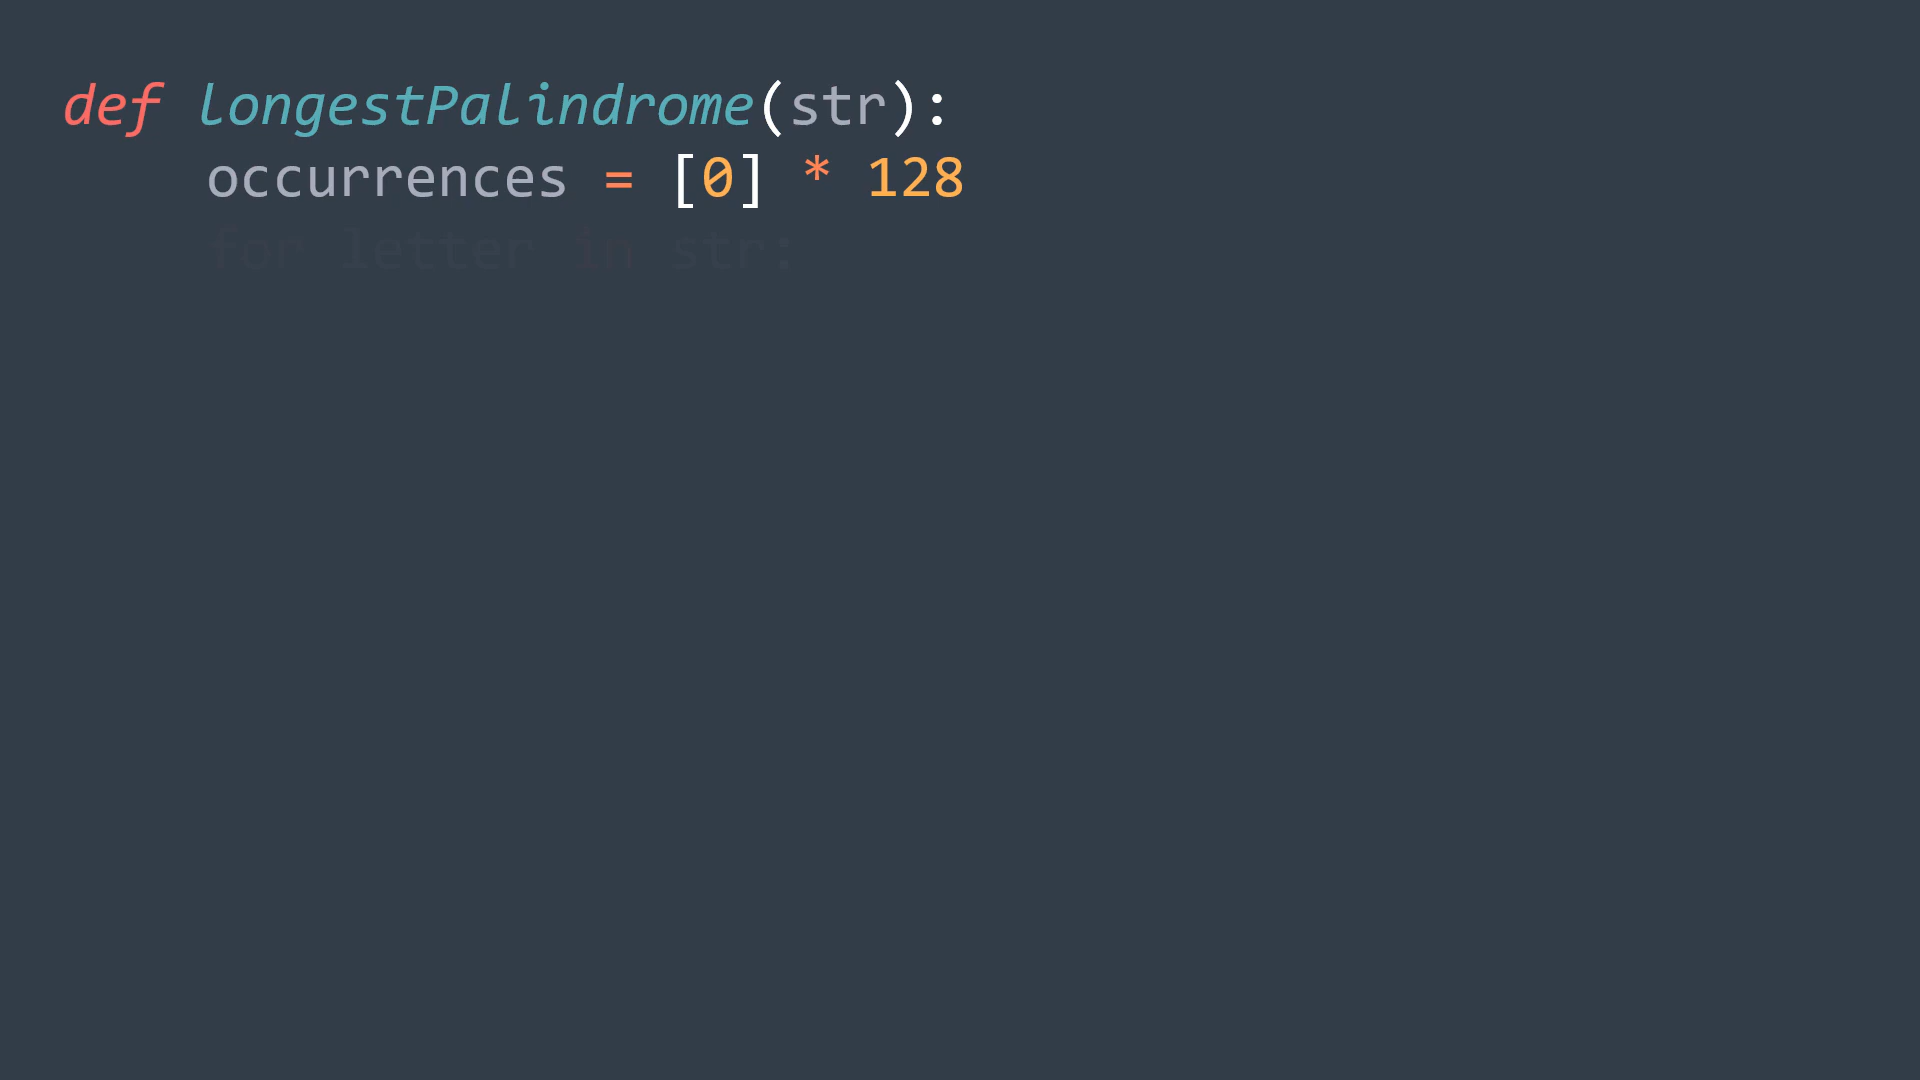 def longestPalindrome(str):
    occurrences = [0] * 128
    for letter in str: